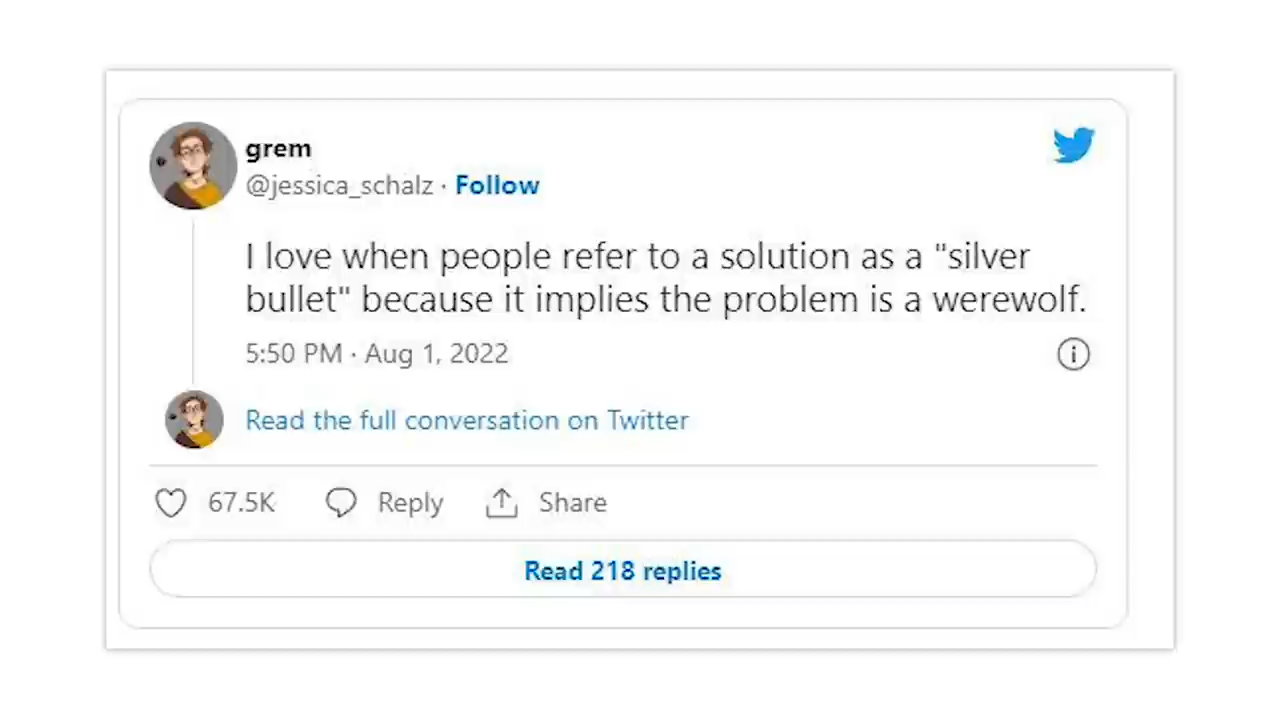 grem
@jessica_schalz · Follow
I love when people refer to a solution as a "silver
bullet" because it implies the problem is a werewolf.
5:50 PM · Aug 1, 2022
Read the full conversation on Twitter
67.5K Reply Share
Read 218 replies